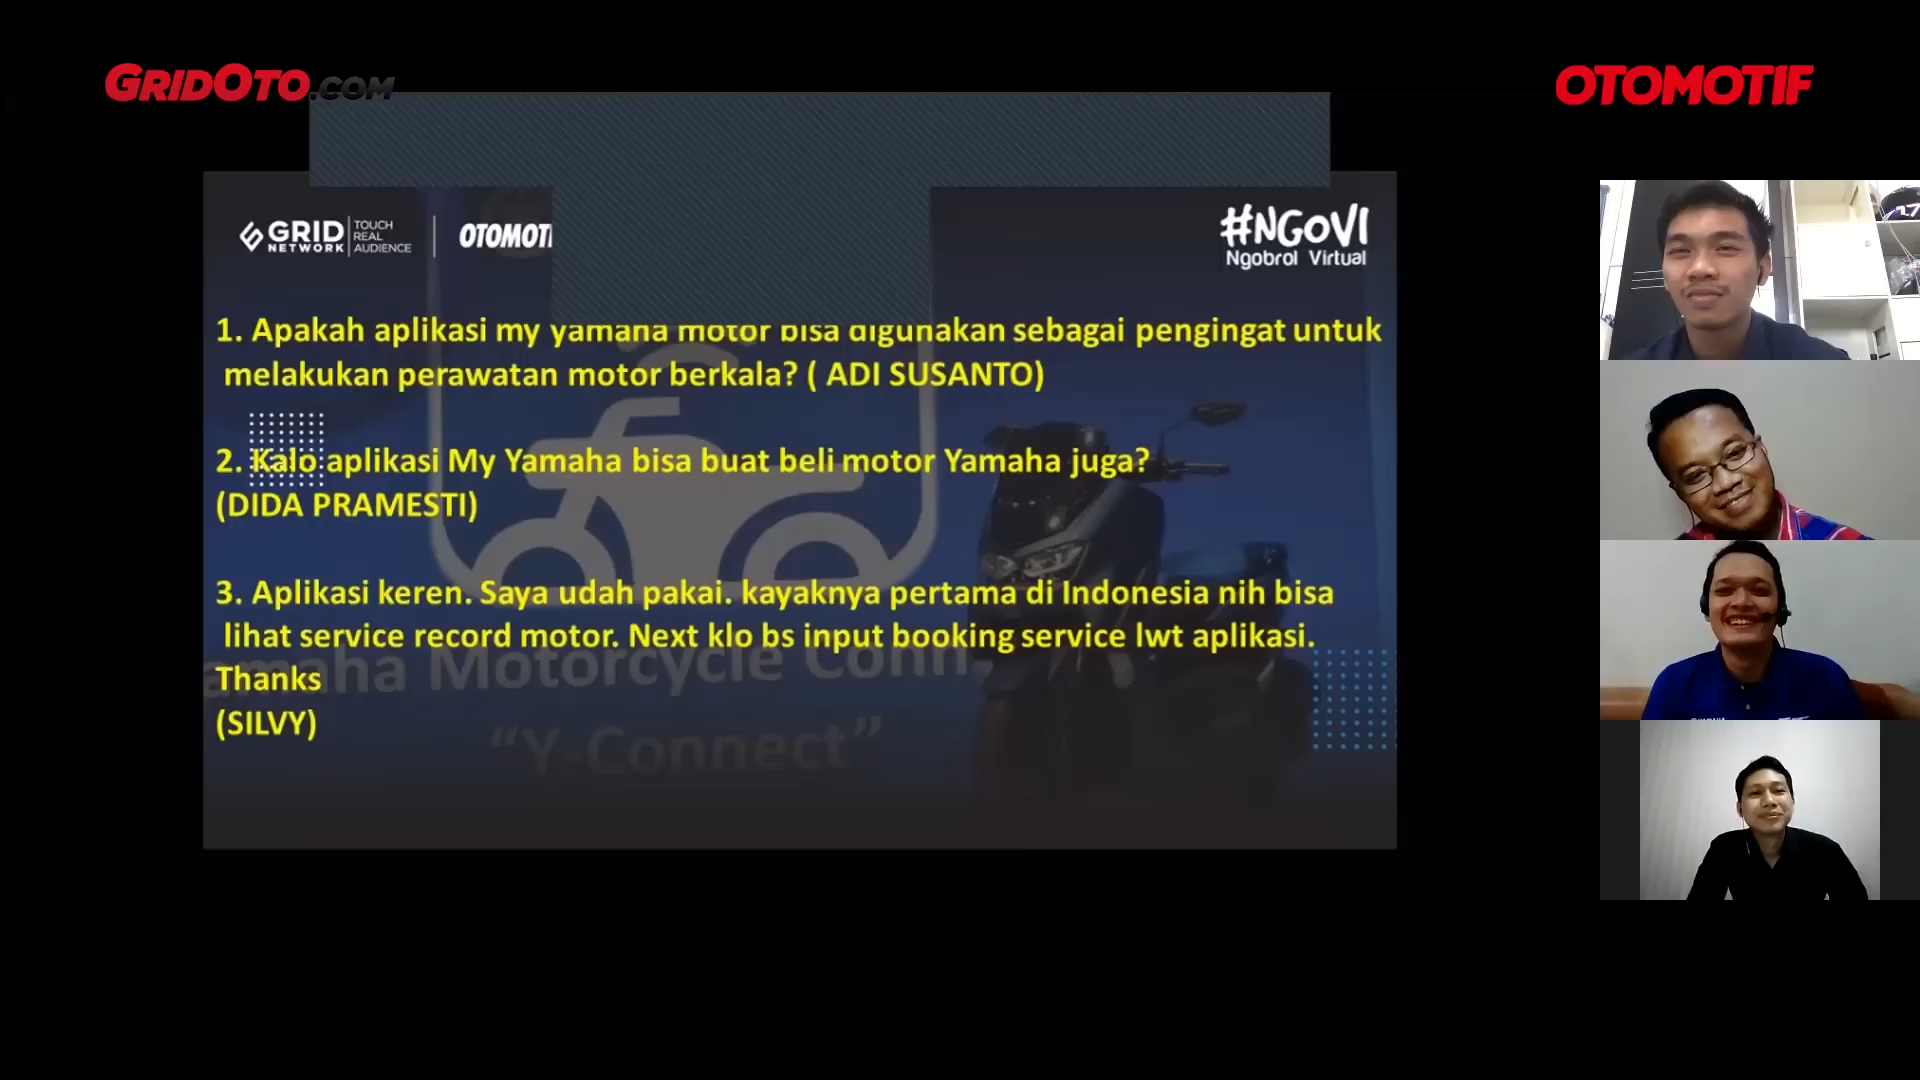 GRIDOTO.COM
OTOMOTIF
GRID NETWORK
TOUCH
REAL
AUDIENCE
OTOMOTI
#NGOVI
Ngobrol Virtual
1. Apakah aplikasi my yamaha motor bisa digunakan sebagai pengingat untuk
melakukan perawatan motor berkala? ( ADI SUSANTO)
2. Kalo aplikasi My Yamaha bisa buat beli motor Yamaha juga?
(DIDA PRAMESTI)
3. Aplikasi keren. Saya udah pakai. kayaknya pertama di Indonesia nih bisa
lihat service record motor. Next klo bs input booking service lwt aplikasi.
Thanks
(SILVY)
amaha Motorcycle Conn
“Y-Connect”